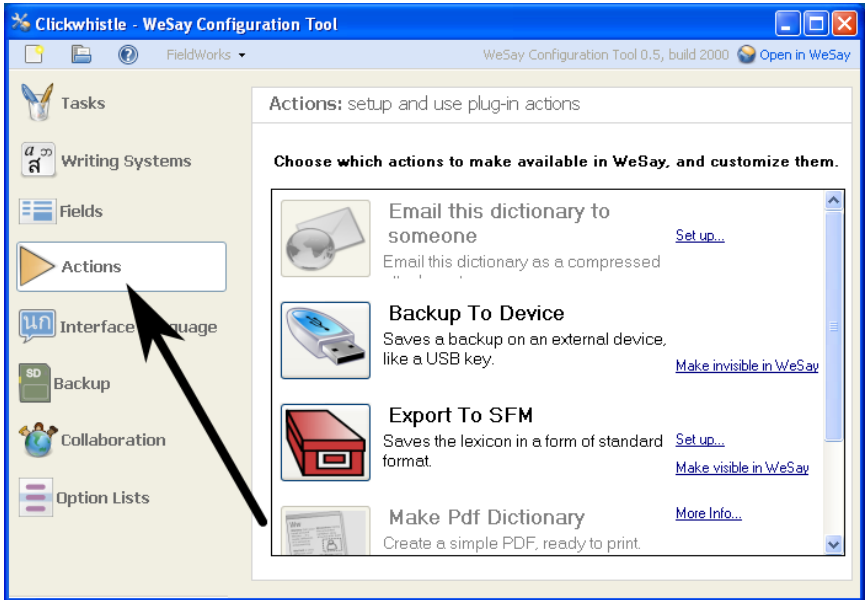 Clickwhistle - WeSay Configuration Tool
FieldWorks
WeSay Configuration Tool 0.5, build 2000
Open in WeSay
Tasks
Writing Systems
Fields
Actions
Interface
Backup
Collaboration
Option Lists
Actions: setup and use plug-in actions
Choose which actions to make available in WeSay, and customize them.
Email this dictionary to
someone
Email this dictionary as a compressed
Set up...
Backup To Device
Saves a backup on an external device,
like a USB key.
Make invisible in WeSay
Export To SFM
Saves the lexicon in a form of standard
format.
Set up...
Make visible in WeSay
Make Pdf Dictionary
Create a simple PDF, ready to print.
More Info...